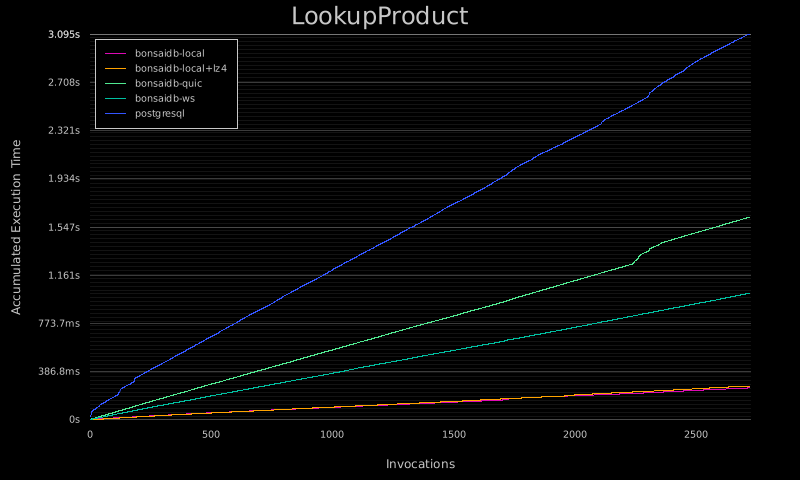 LookupProduct
3.095s
bonsaidb-local
bonsaidb-local+lz4
bonsaidb-quic
bonsaidb-ws
postgresql
2.708s
2.321s
1.934s
1.547s
1.161s
773.7ms
386.8ms
0s
Accumulated Execution Time
0 500 1000 1500 2000 2500
Invocations